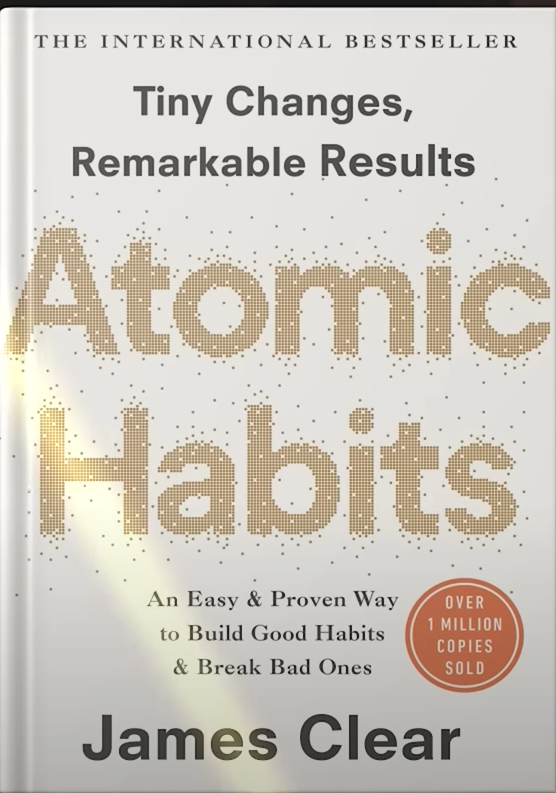 THE INTERNATIONAL BESTSELLER
Tiny Changes,
Remarkable Results
Atomic
Habits
An Easy & Proven Way
to Build Good Habits
& Break Bad Ones
OVER
1 MILLION
COPIES
SOLD
James Clear